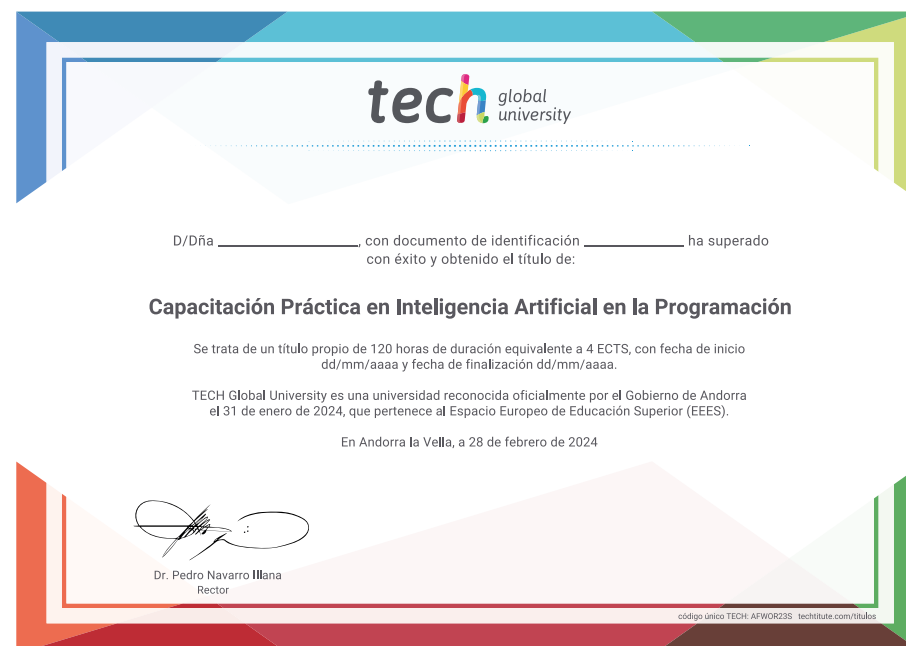 tech global
university
D/Dña ____________, con documento de identificación ____________ ha superado
con éxito y obtenido el título de:
Capacitación Práctica en Inteligencia Artificial en la Programación
Se trata de un título propio de 120 horas de duración equivalente a 4 ECTS, con fecha de inicio
dd/mm/aaaa y fecha de finalización dd/mm/aaaa.
TECH Global University es una universidad reconocida oficialmente por el Gobierno de Andorra
el 31 de enero de 2024, que pertenece al Espacio Europeo de Educación Superior (EEES).
En Andorra la Vella, a 28 de febrero de 2024
Dr. Pedro Navarro Illana
Rector
código único TECH: AFWOR23S techtitute.com/titulos